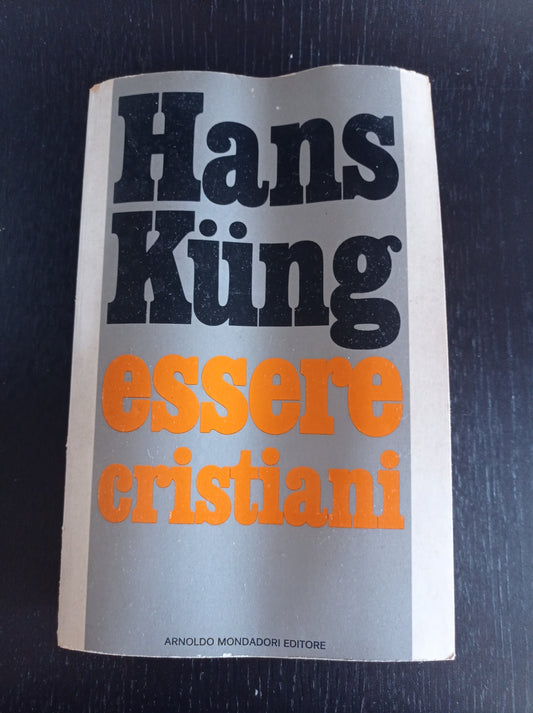 Hans
Küng
essere
cristiani
ARNOLDO MONDADORI EDITORE